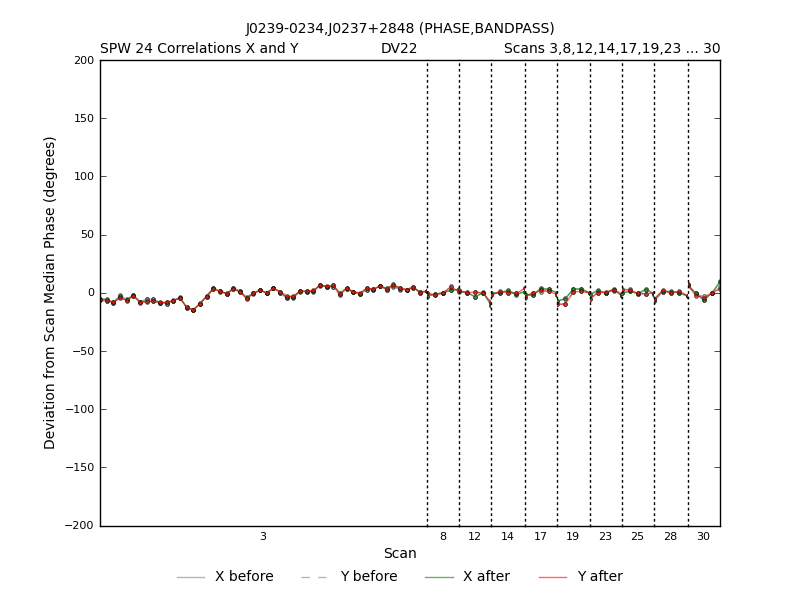 J0239-0234,J0237+2848 (PHASE,BANDPASS)
SPW 24 Correlations X and Y DV22 Scans 3,8,12,14,17,19,23 ... 30
200
150
100
50
0
−50
−100
−150
−200
Deviation from Scan Median Phase (degrees)
3 8 12 14 17 19 23 25 28 30
Scan
X before Y before X after Y after